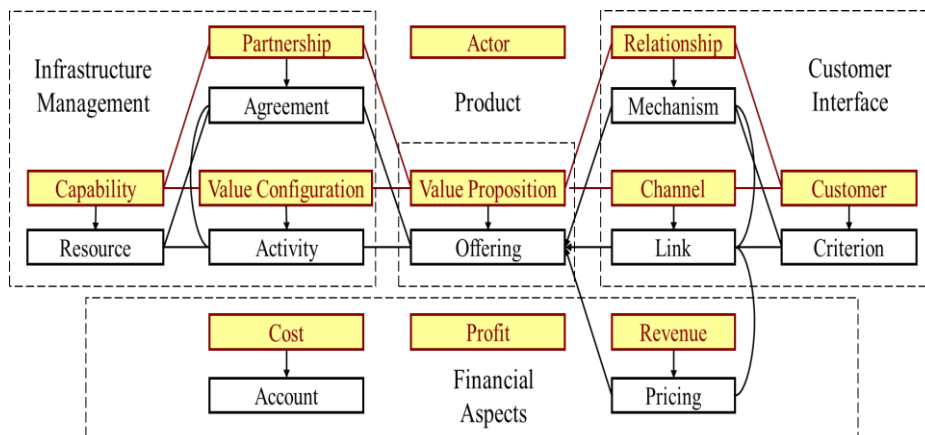 Partnership
Actor
Relationship
Infrastructure
Management
Customer
Interface
Agreement
Product
Mechanism
Capability
Value Configuration
Value Proposition
Channel
Customer
Resource
Activity
Offering
Link
Criterion
Cost
Profit
Revenue
Account
Financial
Aspects
Pricing